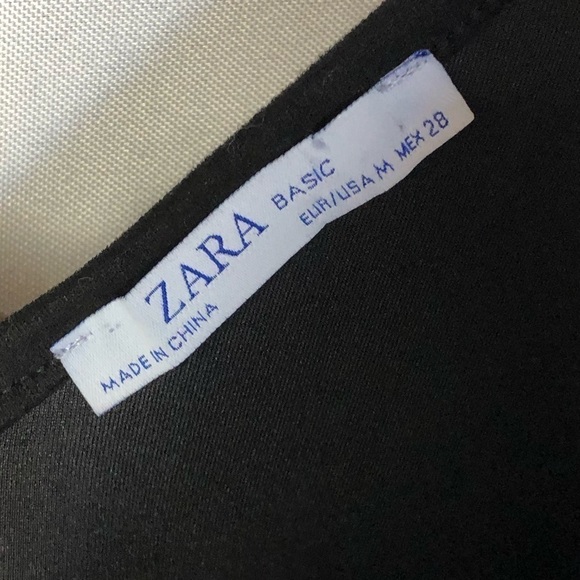 ZARA BASIC
EUR/USA M MEX 28
MADE IN CHINA